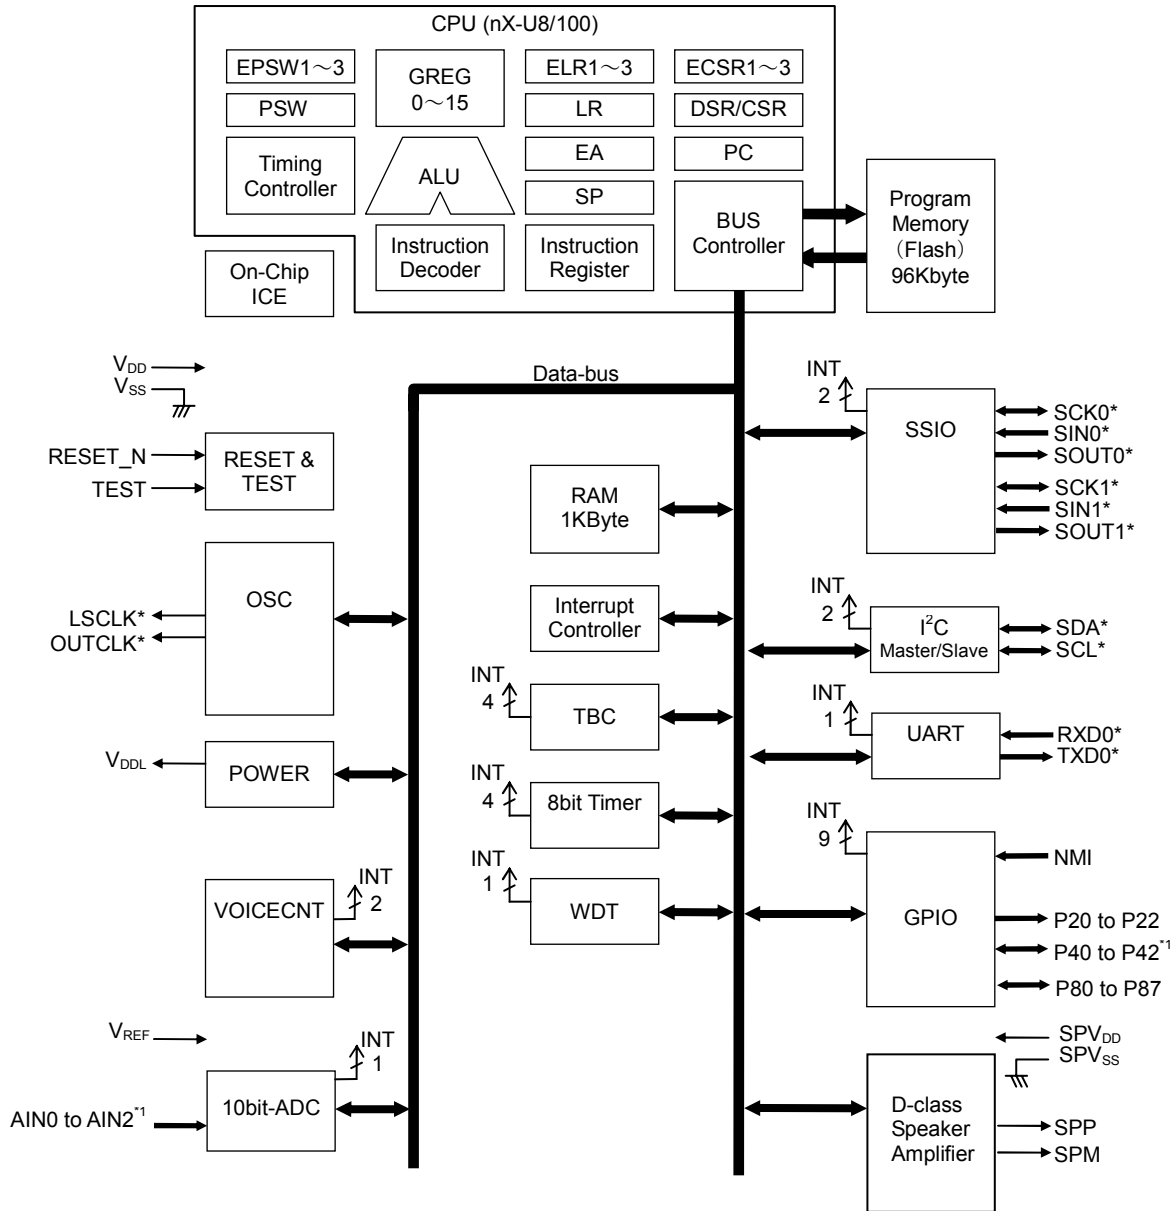 CPU (nX-U8/100)
EPSW1～3
GREG
0～15
ELR1～3
ECSR1～3
PSW
LR
DSR/CSR
Timing
Controller
ALU
EA
PC
SP
BUS
Controller
Program
Memory
(Flash)
96Kbyte
Instruction
Decoder
Instruction
Register
On-Chip
ICE
VDD
VSS
Data-bus
INT
2
SSIO
SCK0*
SIN0*
SOUT0*
SCK1*
SIN1*
SOUT1*
RESET_N
TEST
RESET &
TEST
RAM
1KByte
OSC
LSCLK*
OUTCLK*
Interrupt
Controller
INT
2
I²C
Master/Slave
SDA*
SCL*
INT
4
TBC
INT
1
UART
RXD0*
TXD0*
VDDL
POWER
INT
4
8bit Timer
INT
9
GPIO
NMI
P20 to P22
P40 to P42*1
P80 to P87
INT
1
WDT
VOICECNT
INT
2
VREF
INT
1
10bit-ADC
AIN0 to AIN2*1
SPVDD
SPVSS
D-class
Speaker
Amplifier
SPP
SPM